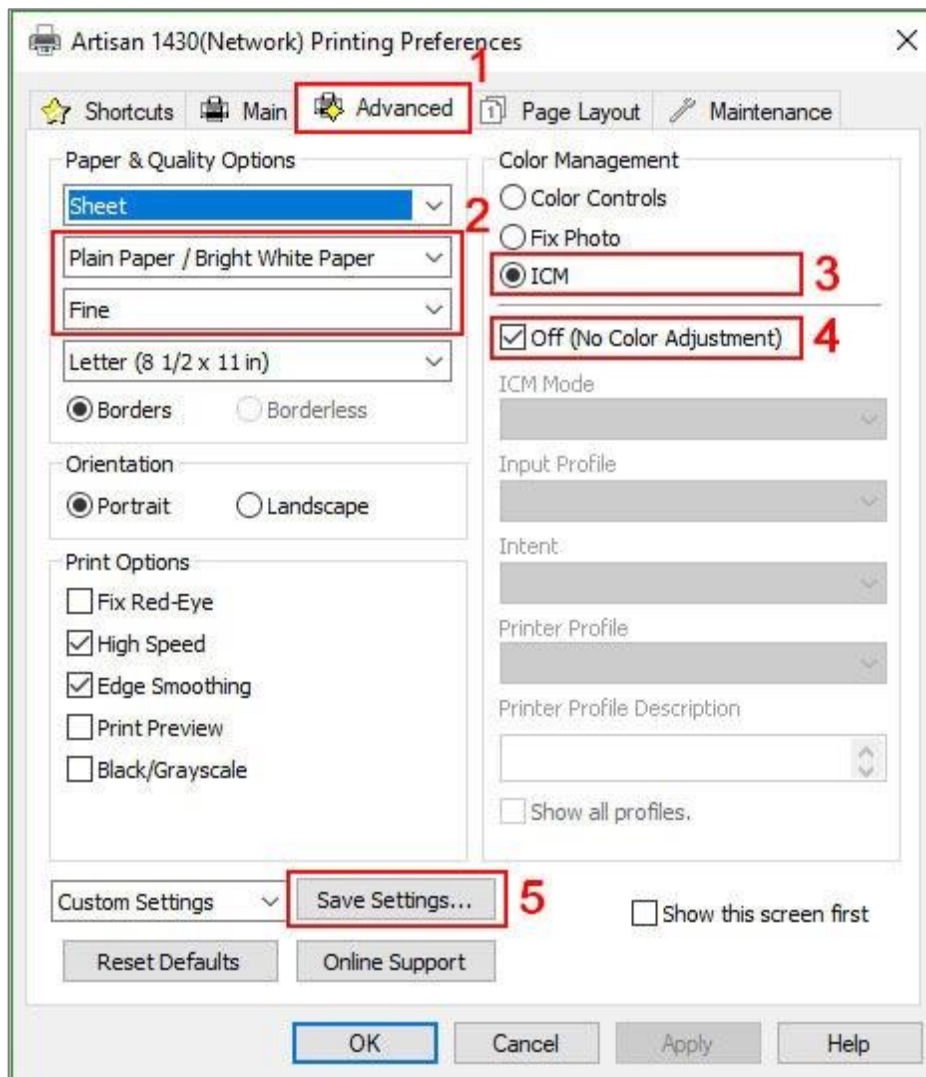 Artisan 1430(Network) Printing Preferences
1
Shortcuts Main Advanced Page Layout Maintenance
Paper & Quality Options
Sheet
2
Plain Paper / Bright White Paper
Fine
Letter (8 1/2 x 11 in)
Borders Borderless
Orientation
Portrait Landscape
Print Options
Fix Red-Eye
High Speed
Edge Smoothing
Print Preview
Black/Grayscale
Color Management
Color Controls
Fix Photo
ICM 3
Off (No Color Adjustment) 4
ICM Mode
Input Profile
Intent
Printer Profile
Printer Profile Description
Show all profiles.
Custom Settings Save Settings... 5 Show this screen first
Reset Defaults Online Support
OK Cancel Apply Help